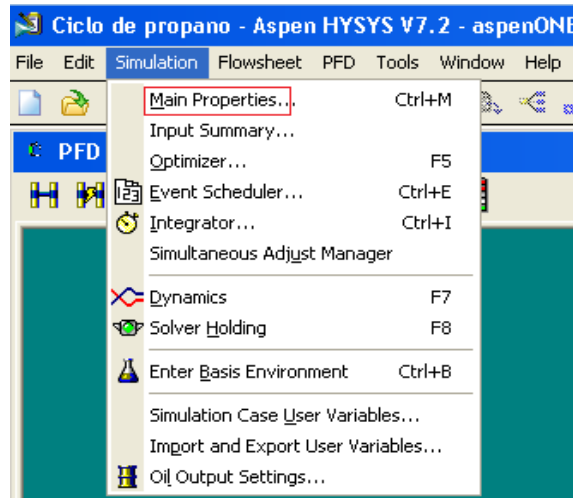 Ciclo de propano - Aspen HYSYS V7.2 - aspenONE
File Edit Simulation Flowsheet PFD Tools Window Help
Main Properties... Ctrl+M
Input Summary...
PFD
Optimizer... F5
Event Scheduler... Ctrl+E
Integrator... Ctrl+I
Simultaneous Adjust Manager
Dynamics F7
Solver Holding F8
Enter Basis Environment Ctrl+B
Simulation Case User Variables...
Import and Export User Variables...
Oil Output Settings...